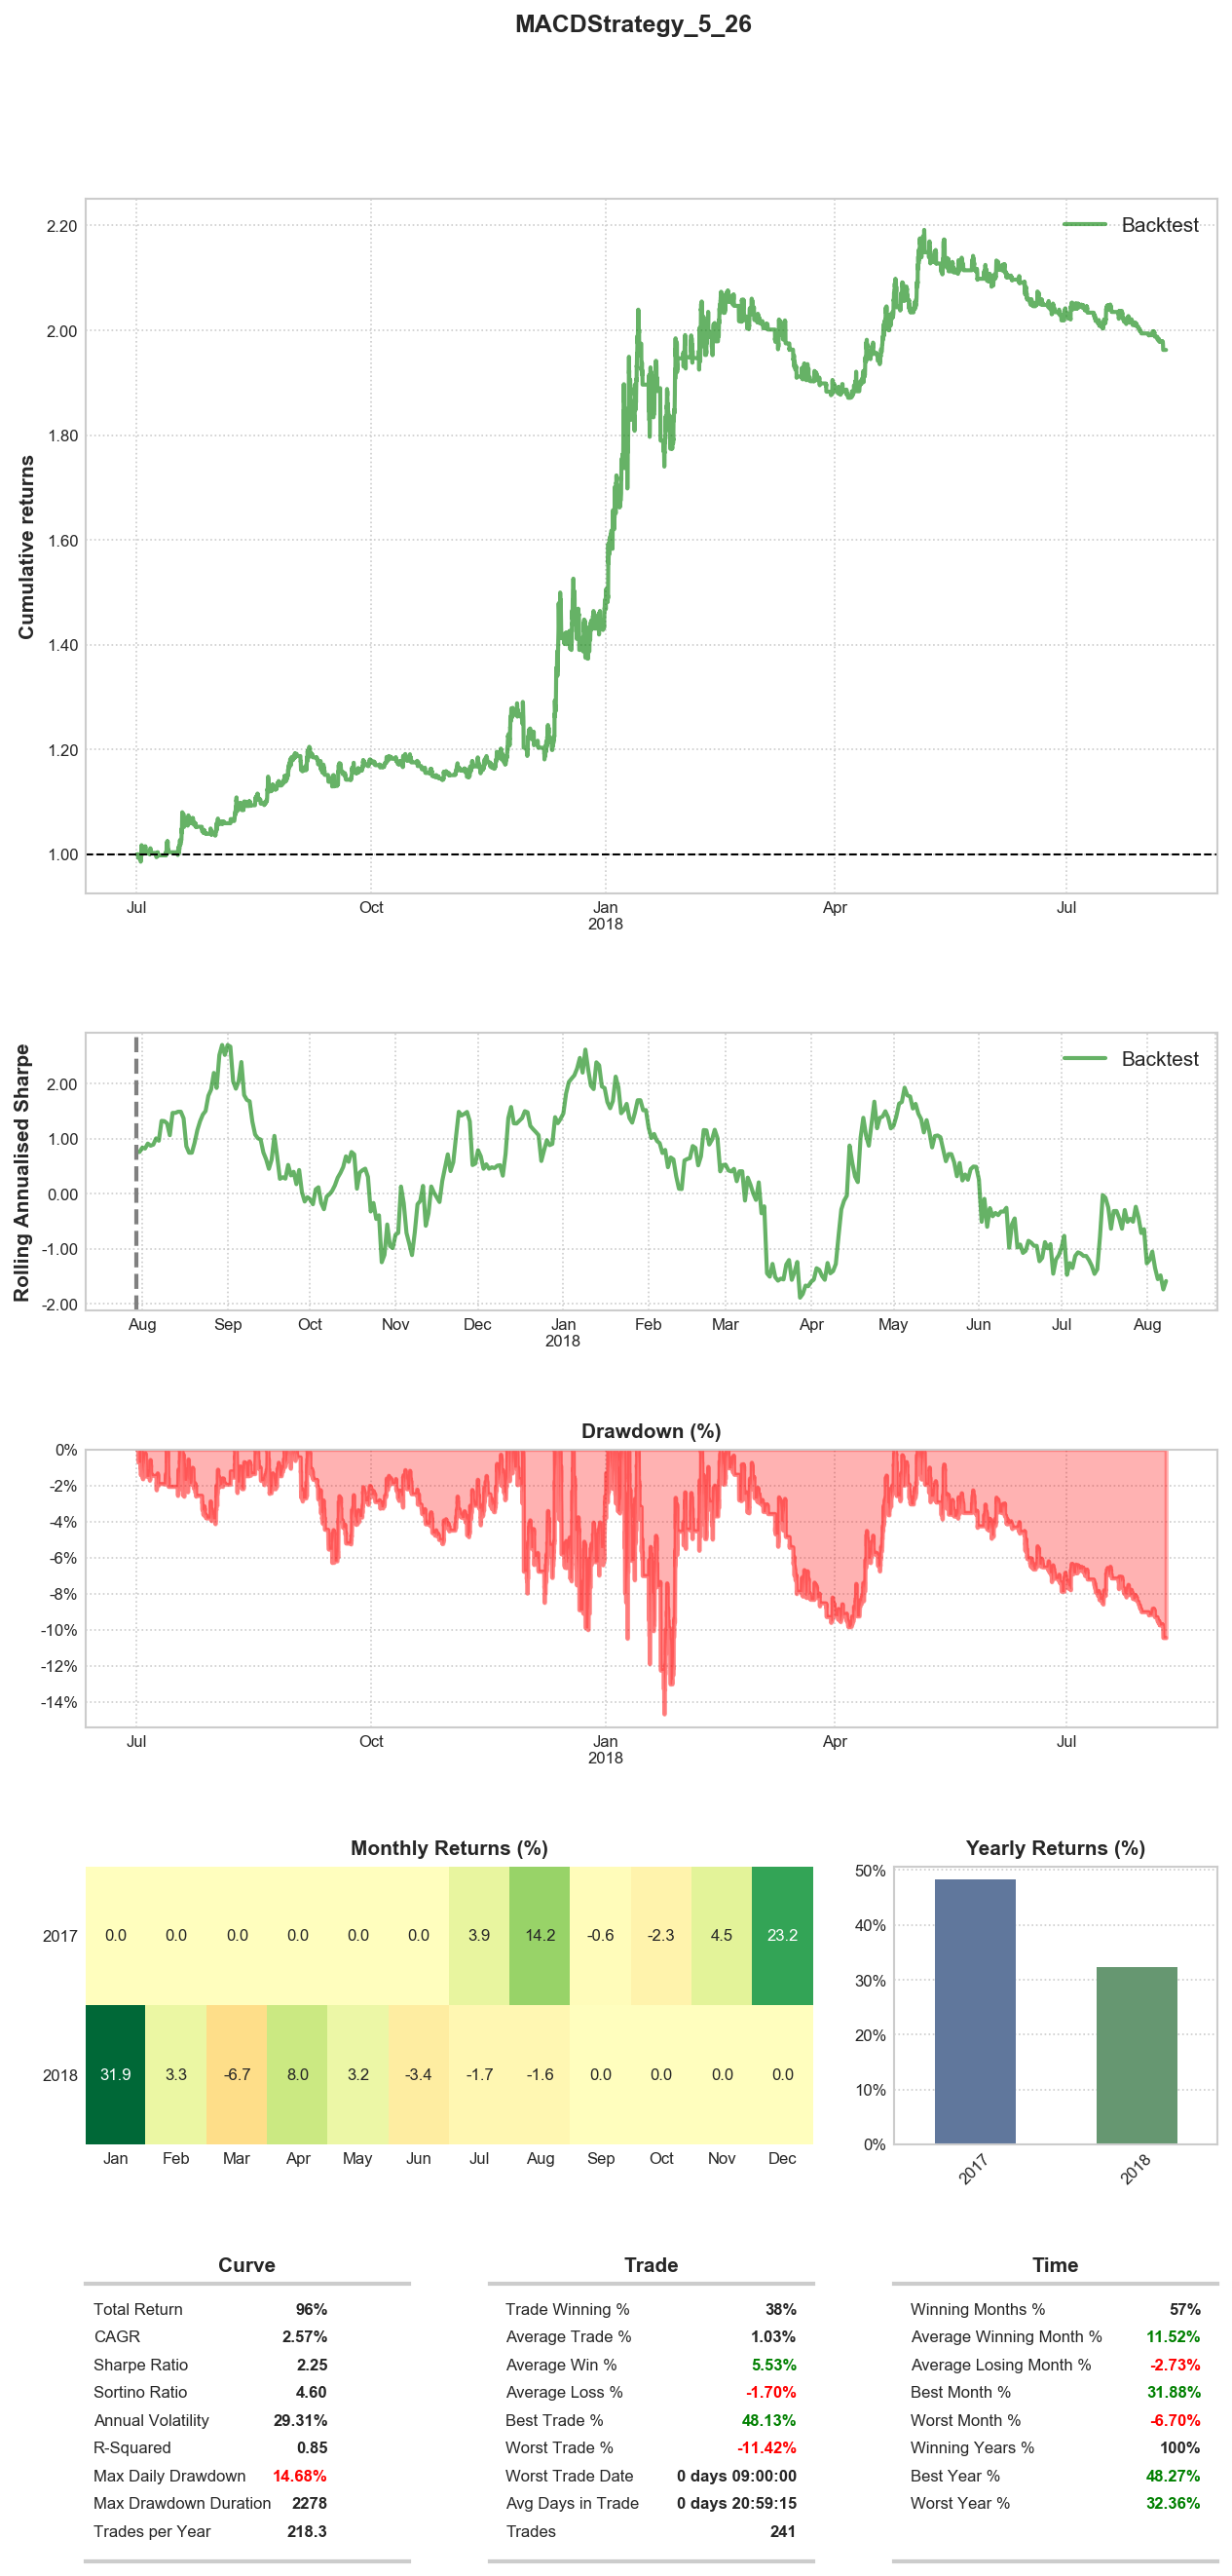 MACDStrategy_5_26
Backtest
Cumulative returns
2.20
2.00
1.80
1.60
1.40
1.20
1.00
Jul Oct Jan Apr Jul
2018
Backtest
Rolling Annualised Sharpe
2.00
1.00
0.00
-1.00
-2.00
Aug Sep Oct Nov Dec Jan Feb Mar Apr May Jun Jul Aug
2018
Drawdown (%)
0%
-2%
-4%
-6%
-8%
-10%
-12%
-14%
Jul Oct Jan Apr Jul
2018
Monthly Returns (%)
2017 0.0 0.0 0.0 0.0 0.0 0.0 3.9 14.2 -0.6 -2.3 4.5 23.2
2018 31.9 3.3 -6.7 8.0 3.2 -3.4 -1.7 -1.6 0.0 0.0 0.0 0.0
Jan Feb Mar Apr May Jun Jul Aug Sep Oct Nov Dec
Yearly Returns (%)
50%
40%
30%
20%
10%
0%
2017 2018
Curve
Total Return 96%
CAGR 2.57%
Sharpe Ratio 2.25
Sortino Ratio 4.60
Annual Volatility 29.31%
R-Squared 0.85
Max Daily Drawdown 14.68%
Max Drawdown Duration 2278
Trades per Year 218.3
Trade
Trade Winning % 38%
Average Trade % 1.03%
Average Win % 5.53%
Average Loss % -1.70%
Best Trade % 48.13%
Worst Trade % -11.42%
Worst Trade Date 0 days 09:00:00
Avg Days in Trade 0 days 20:59:15
Trades 241
Time
Winning Months % 57%
Average Winning Month % 11.52%
Average Losing Month % -2.73%
Best Month % 31.88%
Worst Month % -6.70%
Winning Years % 100%
Best Year % 48.27%
Worst Year % 32.36%